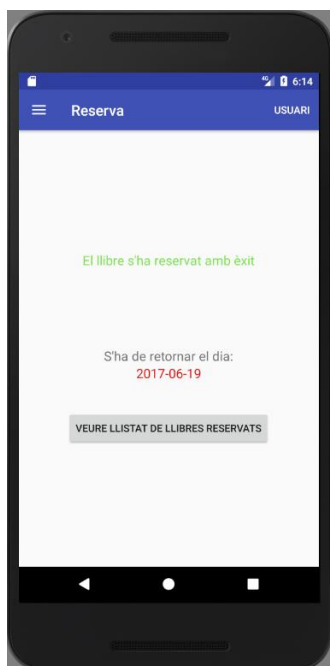 4G 6:14
Reserva USUARI
El llibre s'ha reservat amb èxit
S'ha de retornar el dia:
2017-06-19
VEURE LLISTAT DE LLIBRES RESERVATS